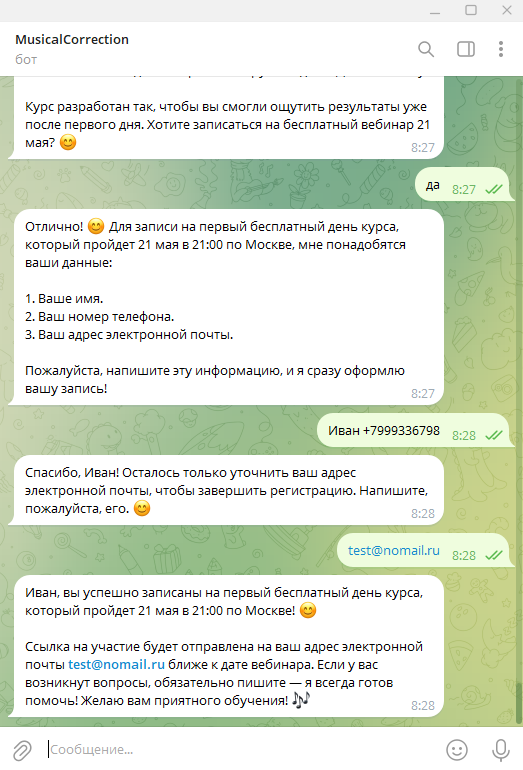 MusicalCorrection
бот
Курс разработан так, чтобы вы смогли ощутить результаты уже
после первого дня. Хотите записаться на бесплатный вебинар 21
мая? 😊
8:27
да 8:27
Отлично! 😊 Для записи на первый бесплатный день курса,
который пройдет 21 мая в 21:00 по Москве, мне понадобятся
ваши данные:
1. Ваше имя.
2. Ваш номер телефона.
3. Ваш адрес электронной почты.
Пожалуйста, напишите эту информацию, и я сразу оформлю
вашу запись!
8:27
Иван +7999336798 8:28
Спасибо, Иван! Осталось только уточнить ваш адрес
электронной почты, чтобы завершить регистрацию. Напишите,
пожалуйста, его. 😊
8:28
test@nomail.ru 8:28
Иван, вы успешно записаны на первый бесплатный день курса,
который пройдет 21 мая в 21:00 по Москве! 😊
Ссылка на участие будет отправлена на ваш адрес электронной
почты test@nomail.ru ближе к дате вебинара. Если у вас
возникнут вопросы, обязательно пишите — я всегда готов
помочь! Желаю вам приятного обучения! 🎶
8:28
Сообщение...